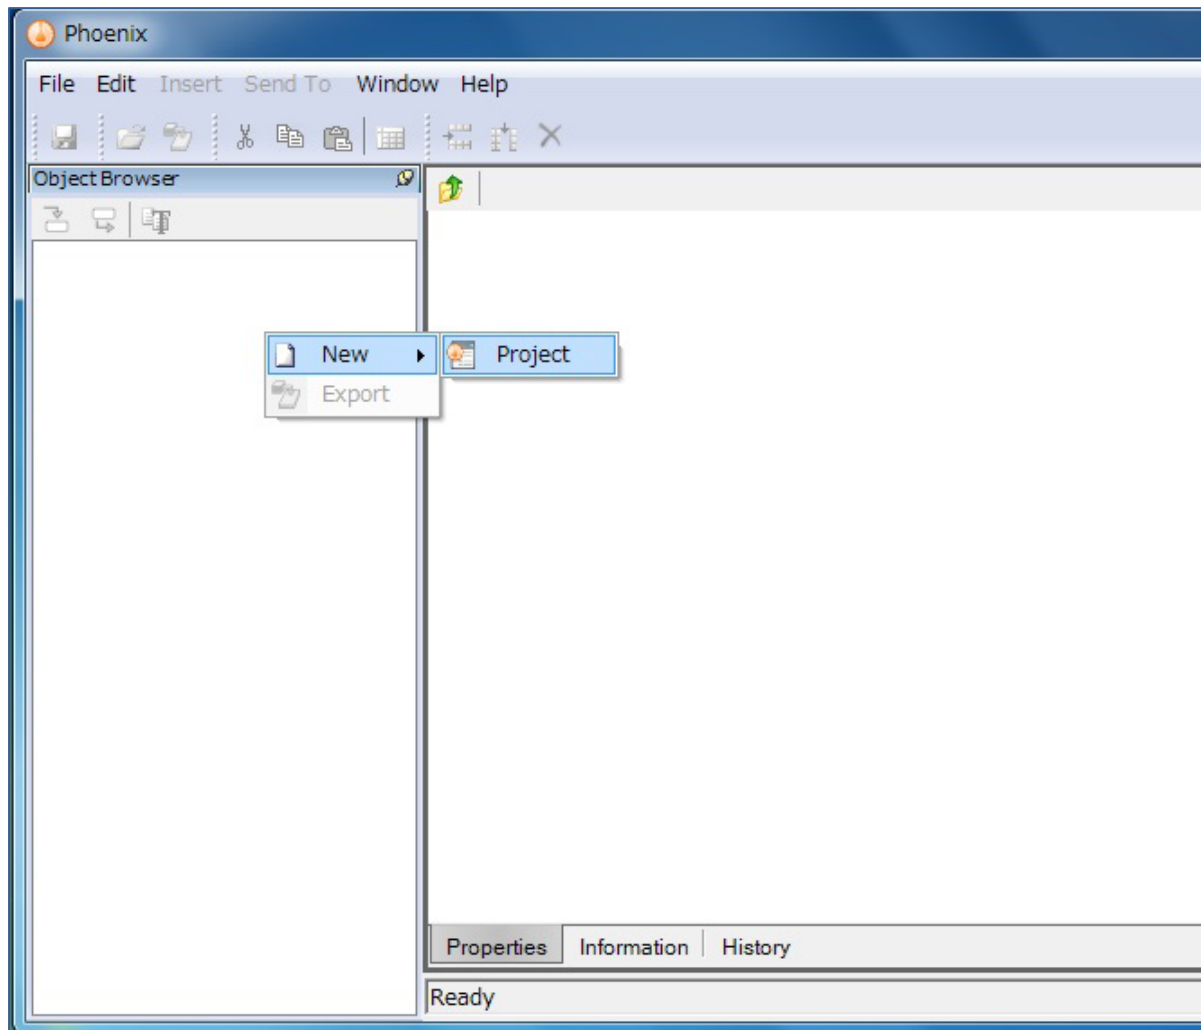 Phoenix
File Edit Insert Send To Window Help
Object Browser
New Project
Export
Properties Information History
Ready